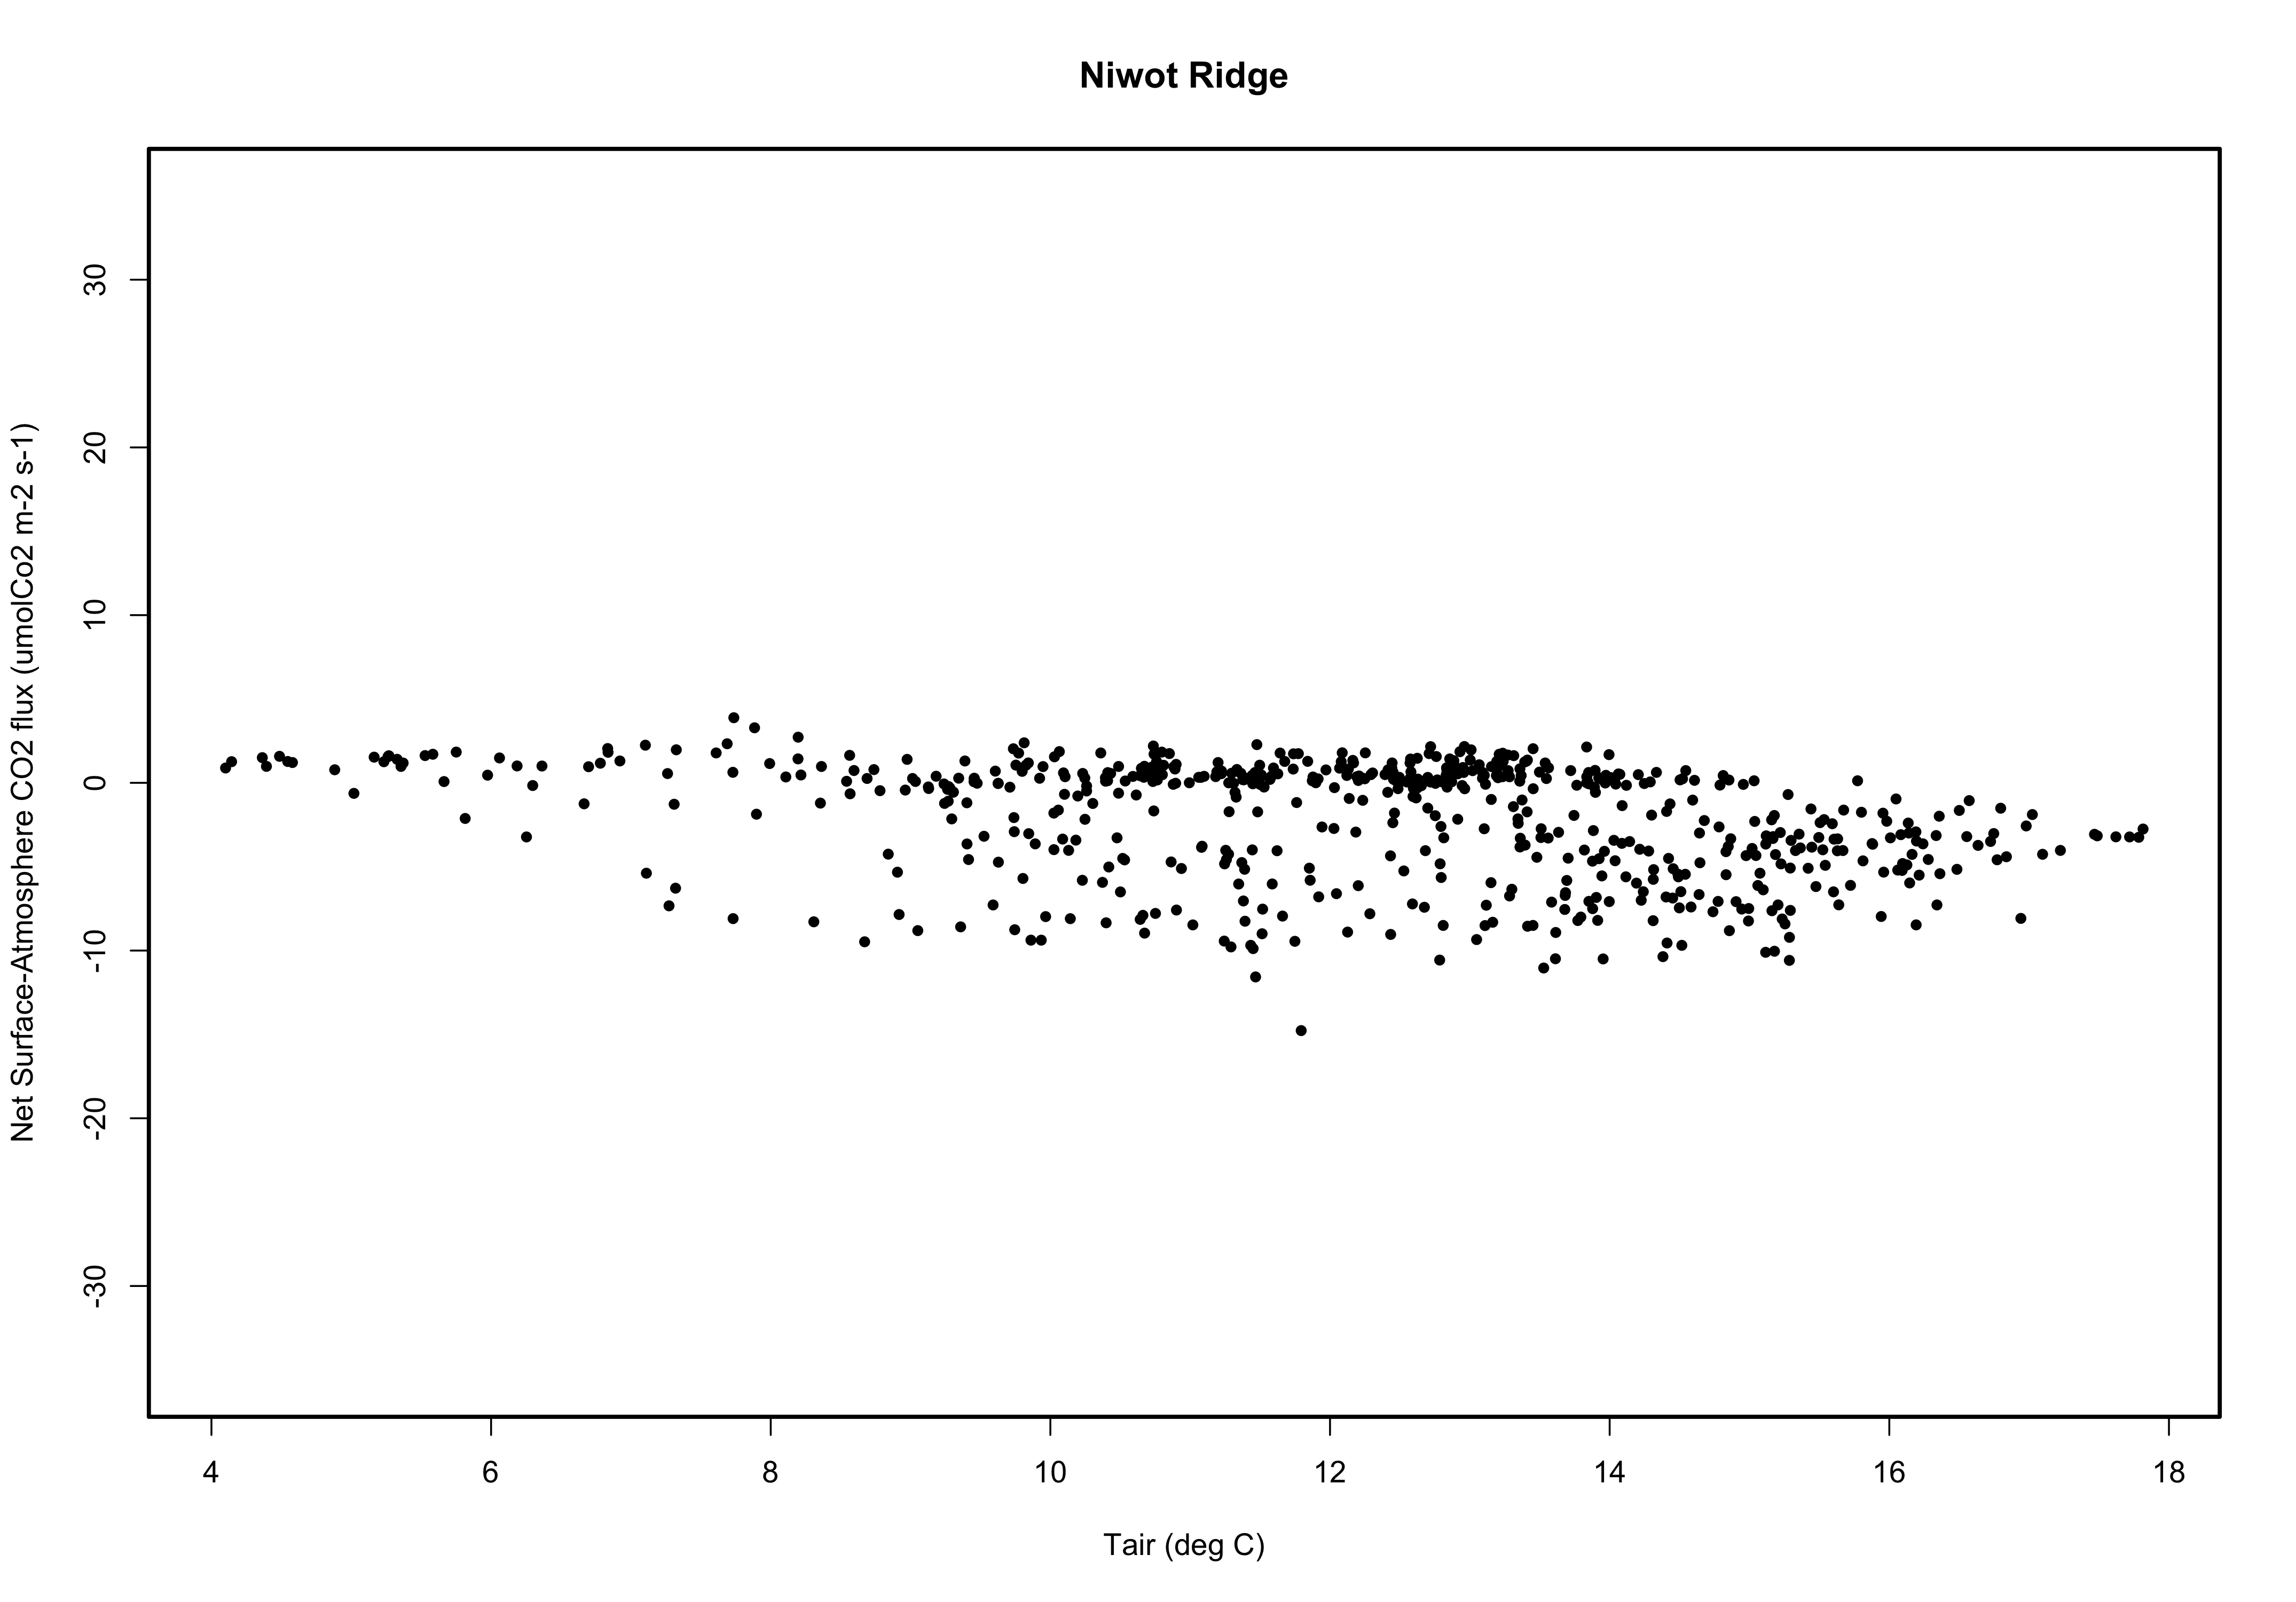 Niwot Ridge
Net Surface-Atmosphere CO2 flux (umolCo2 m-2 s-1)
30
20
10
0
-10
-20
-30
4 6 8 10 12 14 16 18
Tair (deg C)